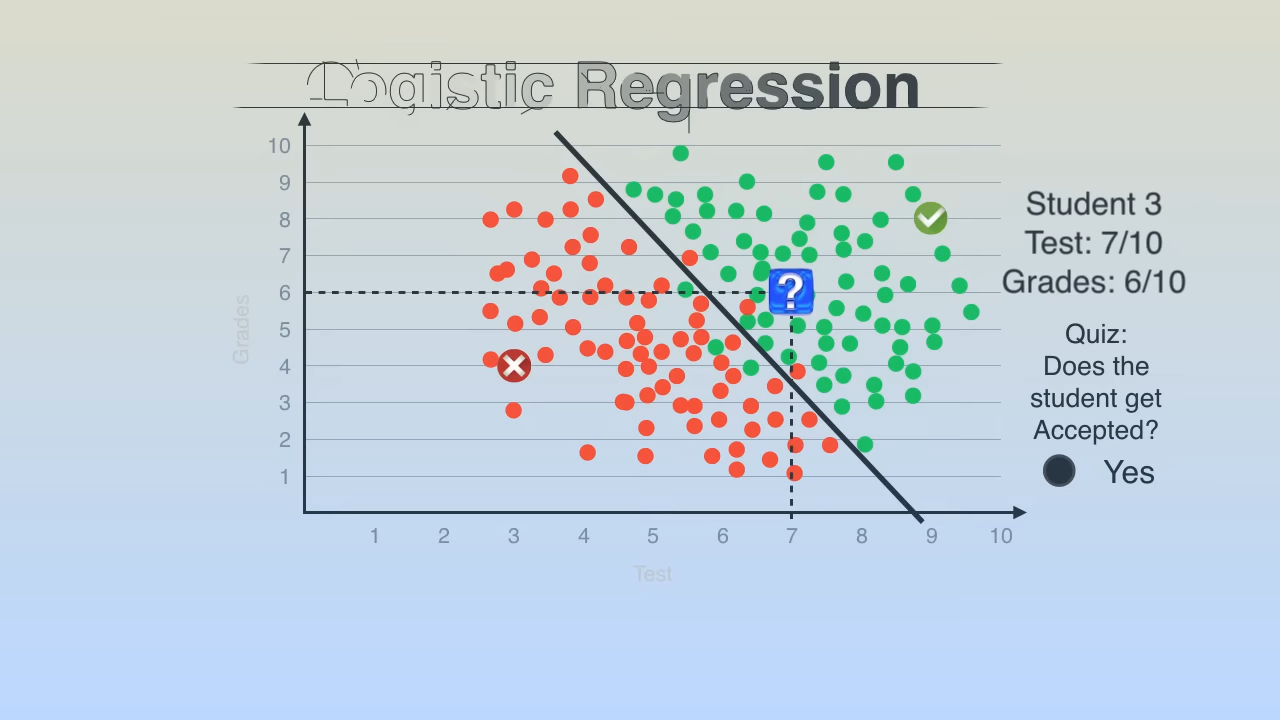 Logistic Regression
10
9
8
7
6
5
4
3
2
1
Grades
1 2 3 4 5 6 7 8 9 10
Test
?
Student 3
Test: 7/10
Grades: 6/10
Quiz:
Does the
student get
Accepted?
Yes